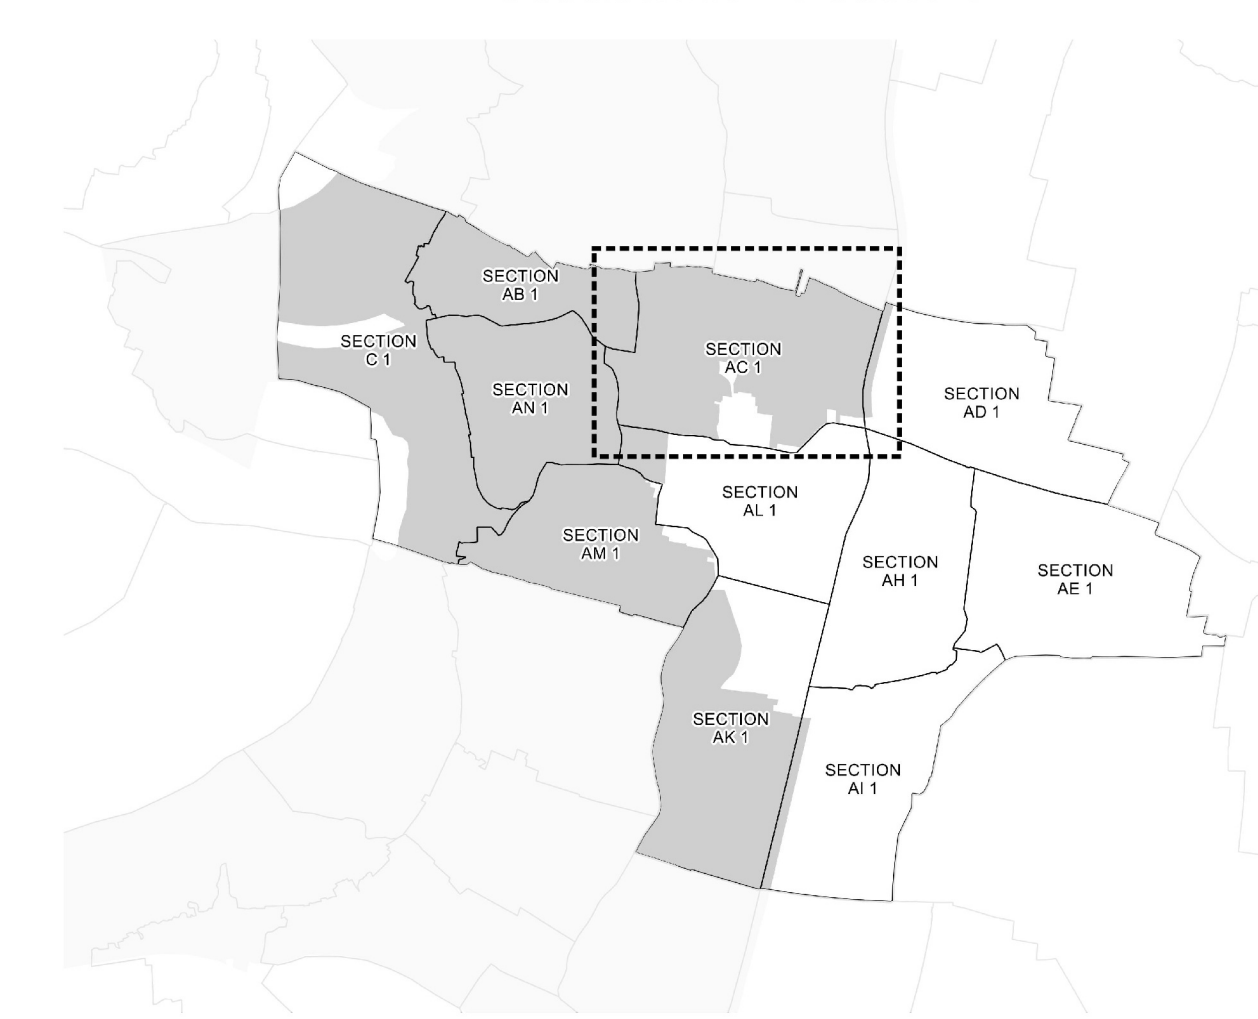 SECTION
AB 1
SECTION
C 1
SECTION
AC 1
SECTION
AN 1
SECTION
AD 1
SECTION
AL 1
SECTION
AM 1
SECTION
AH 1
SECTION
AE 1
SECTION
AK 1
SECTION
AI 1